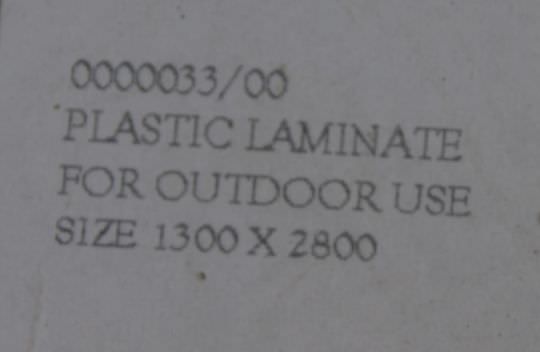 0000033/00
PLASTIC LAMINATE
FOR OUTDOOR USE
SIZE 1300 X 2800